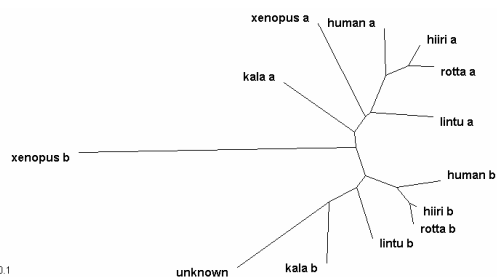 xenopus a
human a
hiiri a
rotta a
kala a
lintu a
xenopus b
human b
hiiri b
rotta b
lintu b
kala b
unknown
0.1